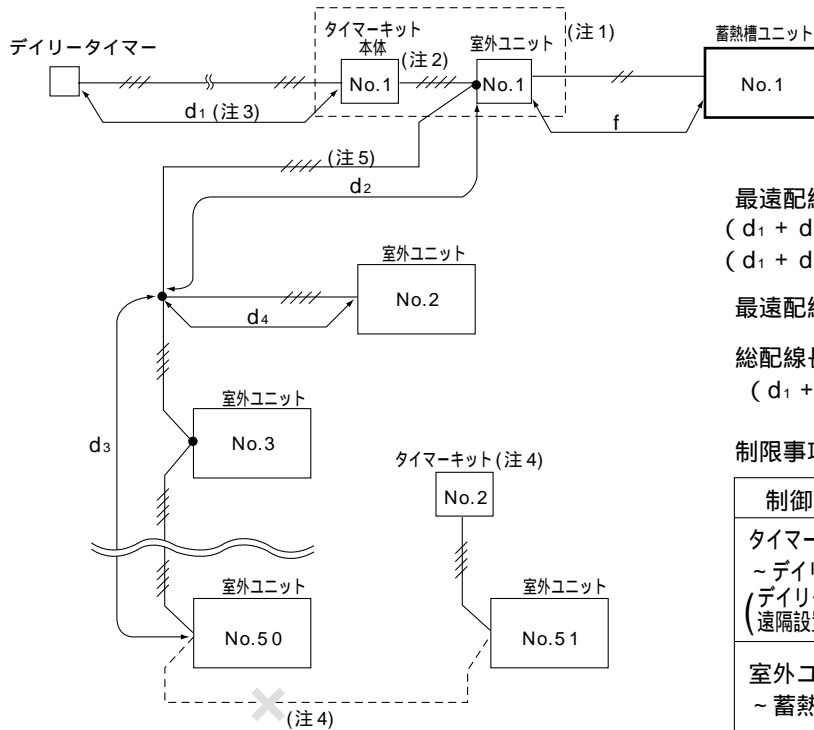 デイリータイマー
タイマーキット
本体
(注2)
室外ユニット
(注1)
蓄熱槽ユニット
No.1
No.1
No.1
d₁ (注3)
f
(注5)
d₂
室外ユニット
No.2
d₄
室外ユニット
No.3
d₃
タイマーキット(注4)
No.2
室外ユニット
No.50
室外ユニット
No.51
(注4)
最遠配線
( d₁ + d
( d₁ + d
最遠配線
総配線長
( d₁ +
制限事項
制御
タイマー
~デイリ
(デイリ
遠隔設置
室外ユ
~蓄熱